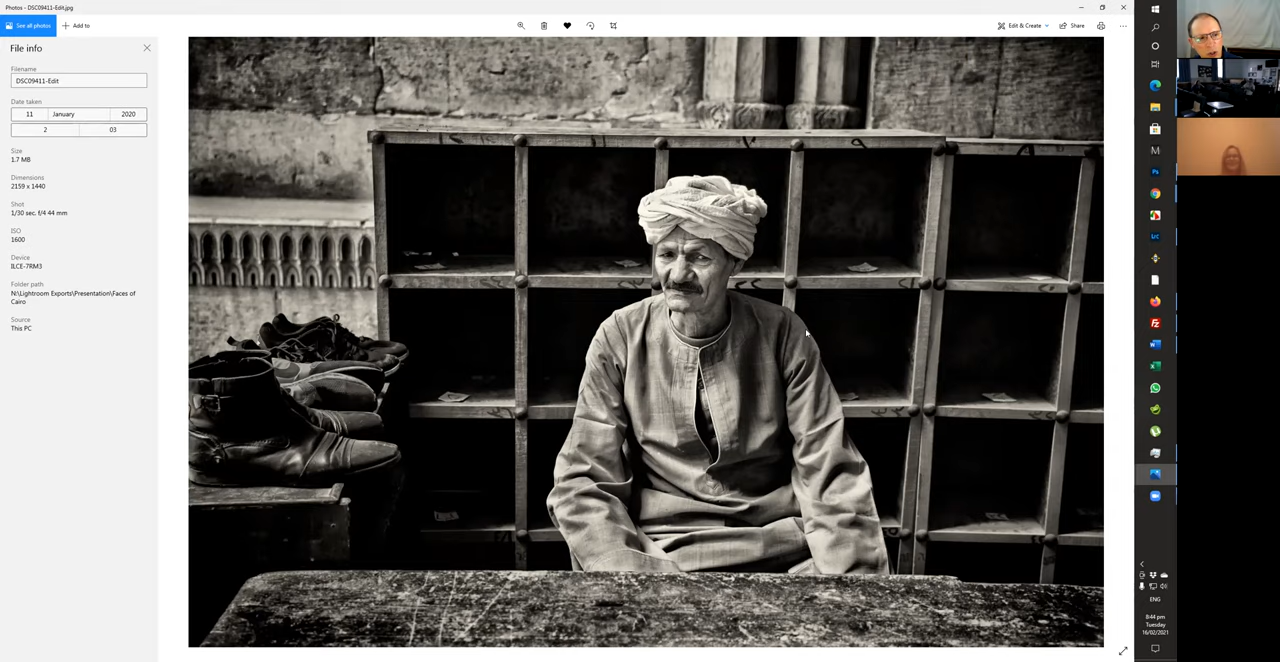 Photos - DSC09411-Edit.jpg
See all photos
Add to
Edit & Create
Share
File info
Filename
DSC09411-Edit
Date taken
11 January 2020
2 03
Size
1.7 MB
Dimensions
2159 x 1440
Shot
1/30 sec. f/4 44 mm
ISO
1600
Device
ILCE-7RM3
Folder path
N:\Lightroom Exports\Presentation\Faces of
Cairo
Source
This PC
Ps
Lrc
ENG
8:44 pm
Tuesday
16/02/2021